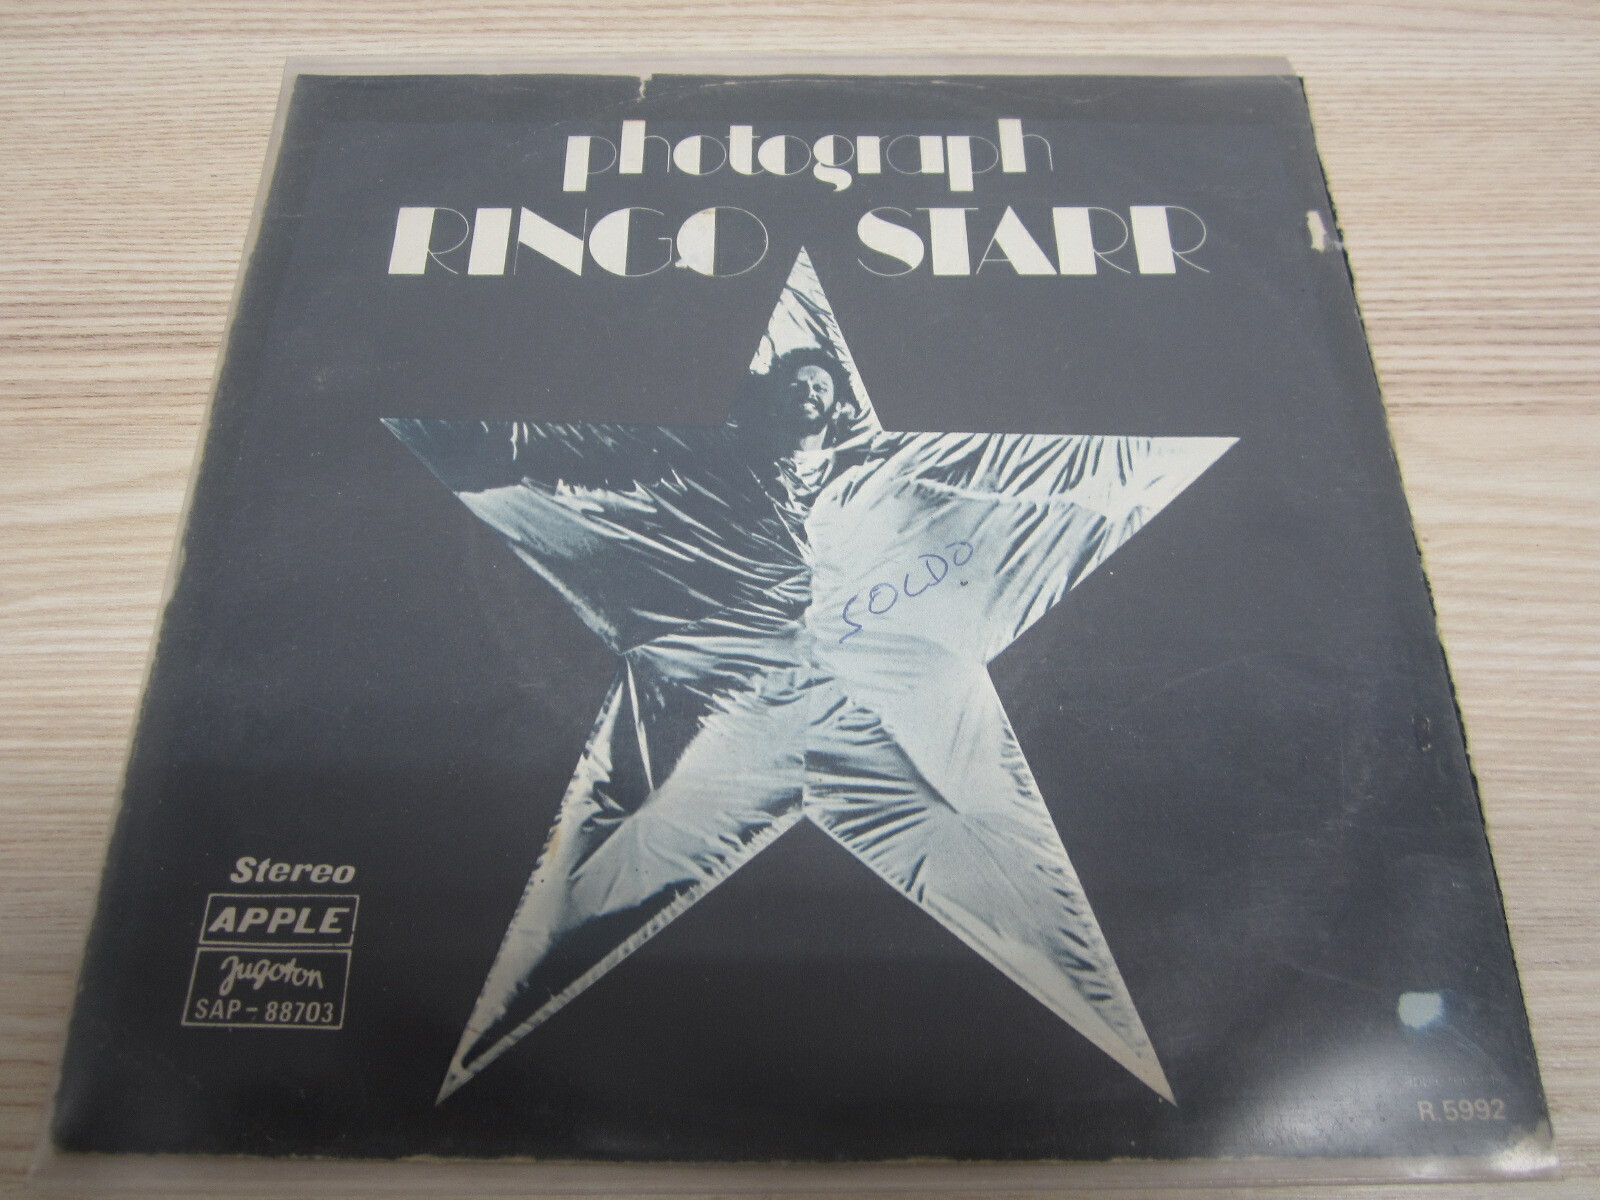 photograph
RINGO STARR
SOLDO
Stereo
APPLE
Jugoton
SAP-88703
R 5992